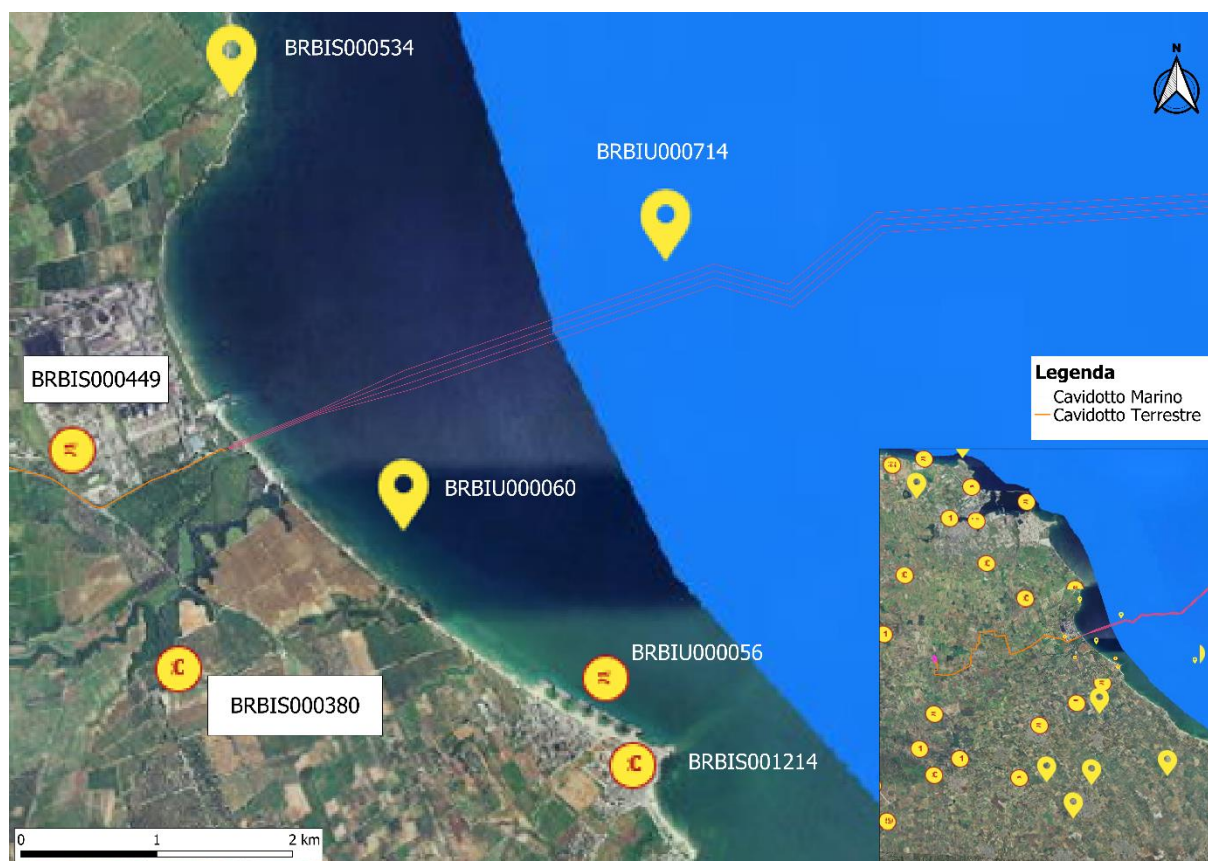 BRBIS000534
N
BRBIU000714
BRBIS000449
Legenda
Cavidotto Marino
Cavidotto Terrestre
BRBIU000060
BRBIU000056
BRBIS000380
BRBIS001214
0 1 2 km